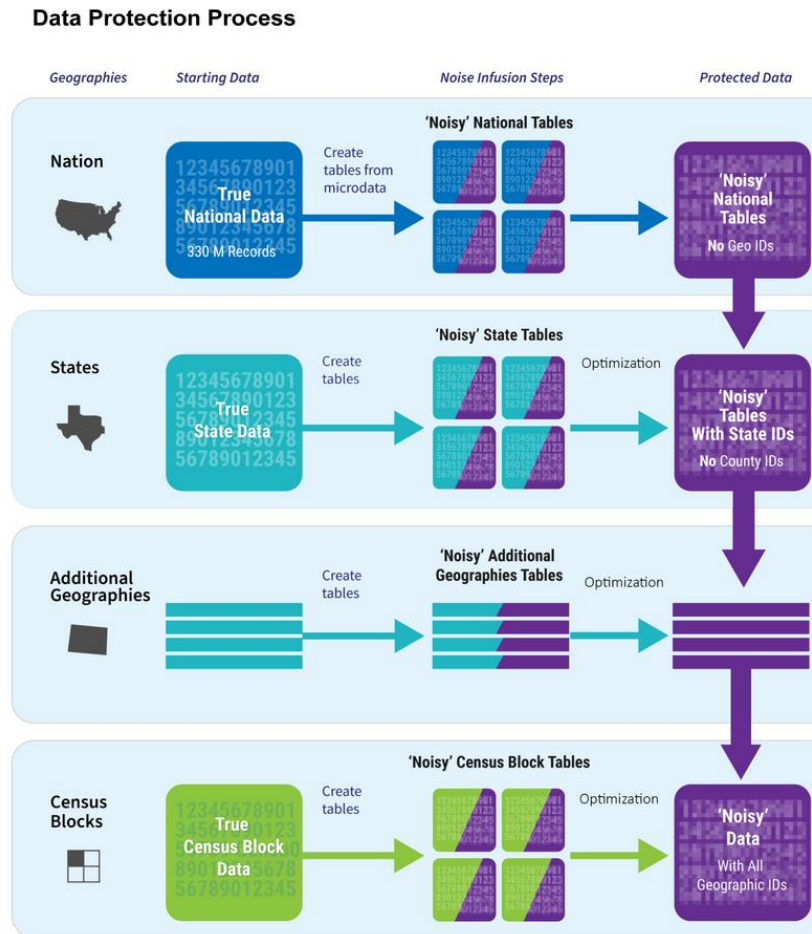 Data Protection Process
Geographies
Starting Data
Noise Infusion Steps
Protected Data
Nation
True
National Data
330 M Records
Create
tables from
microdata
'Noisy' National Tables
'Noisy'
National
Tables
No Geo IDs
States
True
State Data
Create
tables
'Noisy' State Tables
Optimization
'Noisy'
Tables
With State IDs
No County IDs
Additional
Geographies
Create
tables
'Noisy' Additional
Geographies Tables
Optimization
Census
Blocks
True
Census Block
Data
Create
tables
'Noisy' Census Block Tables
Optimization
'Noisy'
Data
With All
Geographic IDs